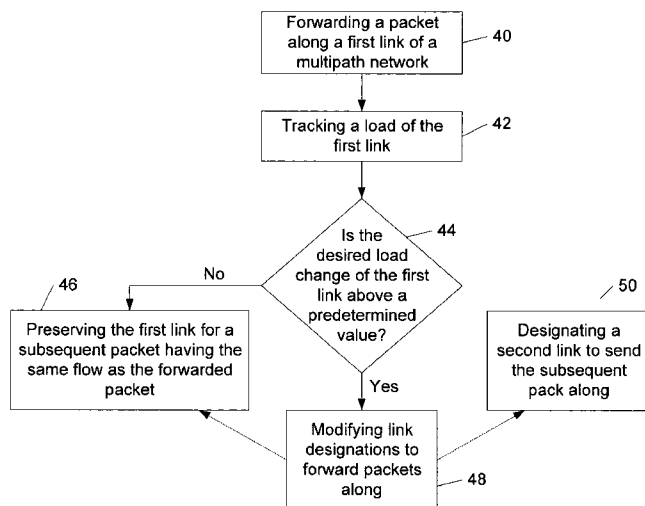 Forwarding a packet
along a first link of a
multipath network
40
Tracking a load of the
first link
42
Is the
desired load
change of the first
link above a
predetermined
value?
44
No
Yes
46
Preserving the first link for a
subsequent packet having the
same flow as the forwarded
packet
50
Designating a
second link to send
the subsequent
pack along
Modifying link
designations to
forward packets
along
48